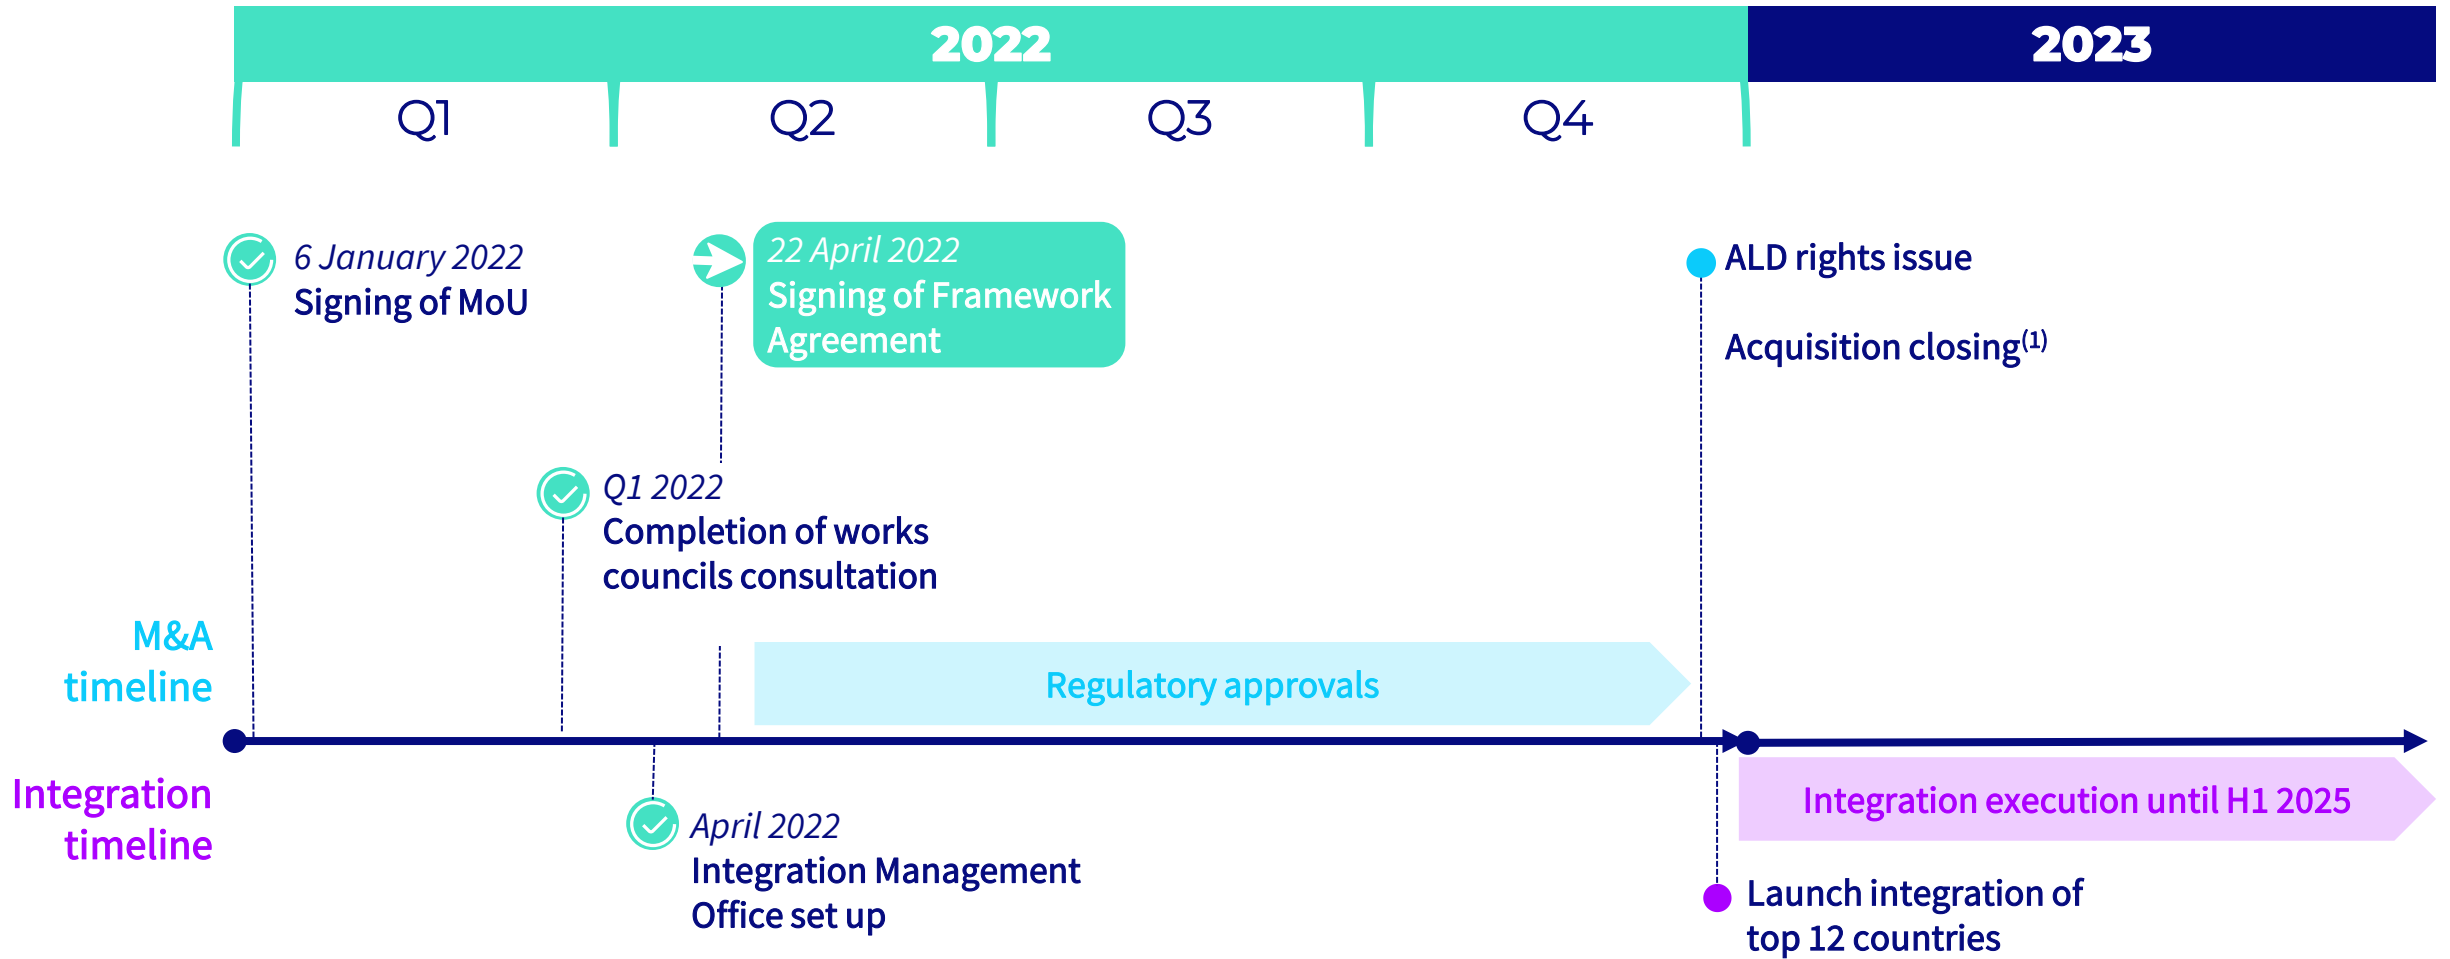 2022
2023
Q1
Q2
Q3
Q4
6 January 2022
Signing of MoU
22 April 2022
Signing of Framework
Agreement
ALD rights issue
Acquisition closing(1)
Q1 2022
Completion of works
councils consultation
M&A
timeline
Regulatory approvals
Integration
timeline
Integration execution until H1 2025
April 2022
Integration Management
Office set up
Launch integration of
top 12 countries